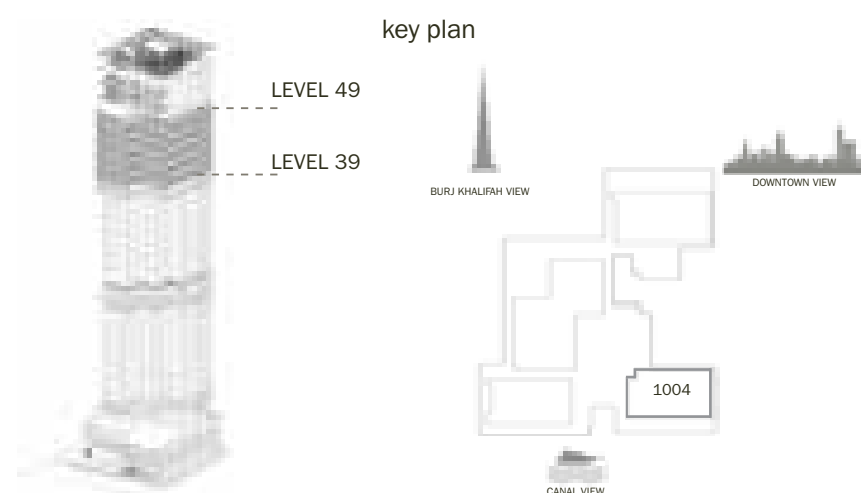 key plan
LEVEL 49
LEVEL 39
BURJ KHALIFAH VIEW
DOWNTOWN VIEW
1004
CANAL VIEW